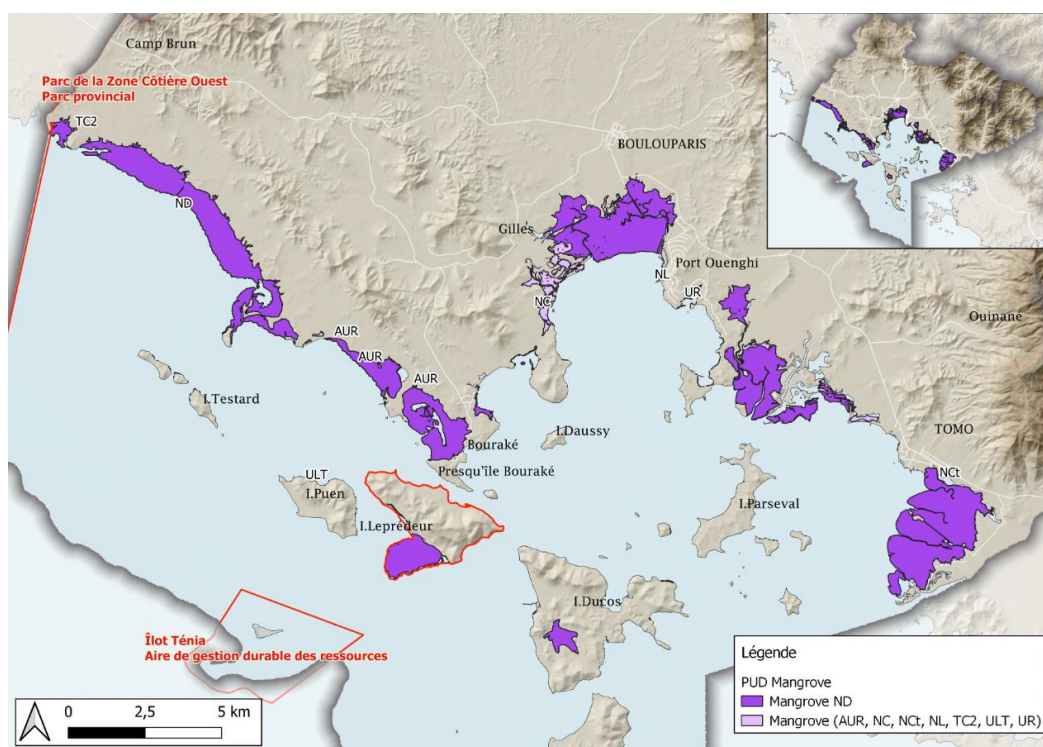 Camp Brun
Parc de la Zone Côtière Ouest
Parc provincial
TC2
BOULOUPARIS
ND
Gilles
Port Ouenghi
NL
UR
NC
Ouinane
AUR
AUR
AUR
I.Testard
I.Daussy
TOMO
Bouraké
Presqu'île Bouraké
NCt
ULT
I.Puen
I.Parseval
I.Leprédeur
I.Ducos
Îlot Ténia
Aire de gestion durable des ressources
Légende
PUD Mangrove
Mangrove ND
Mangrove (AUR, NC, NCt, NL, TC2, ULT, UR)
0 2,5 5 km